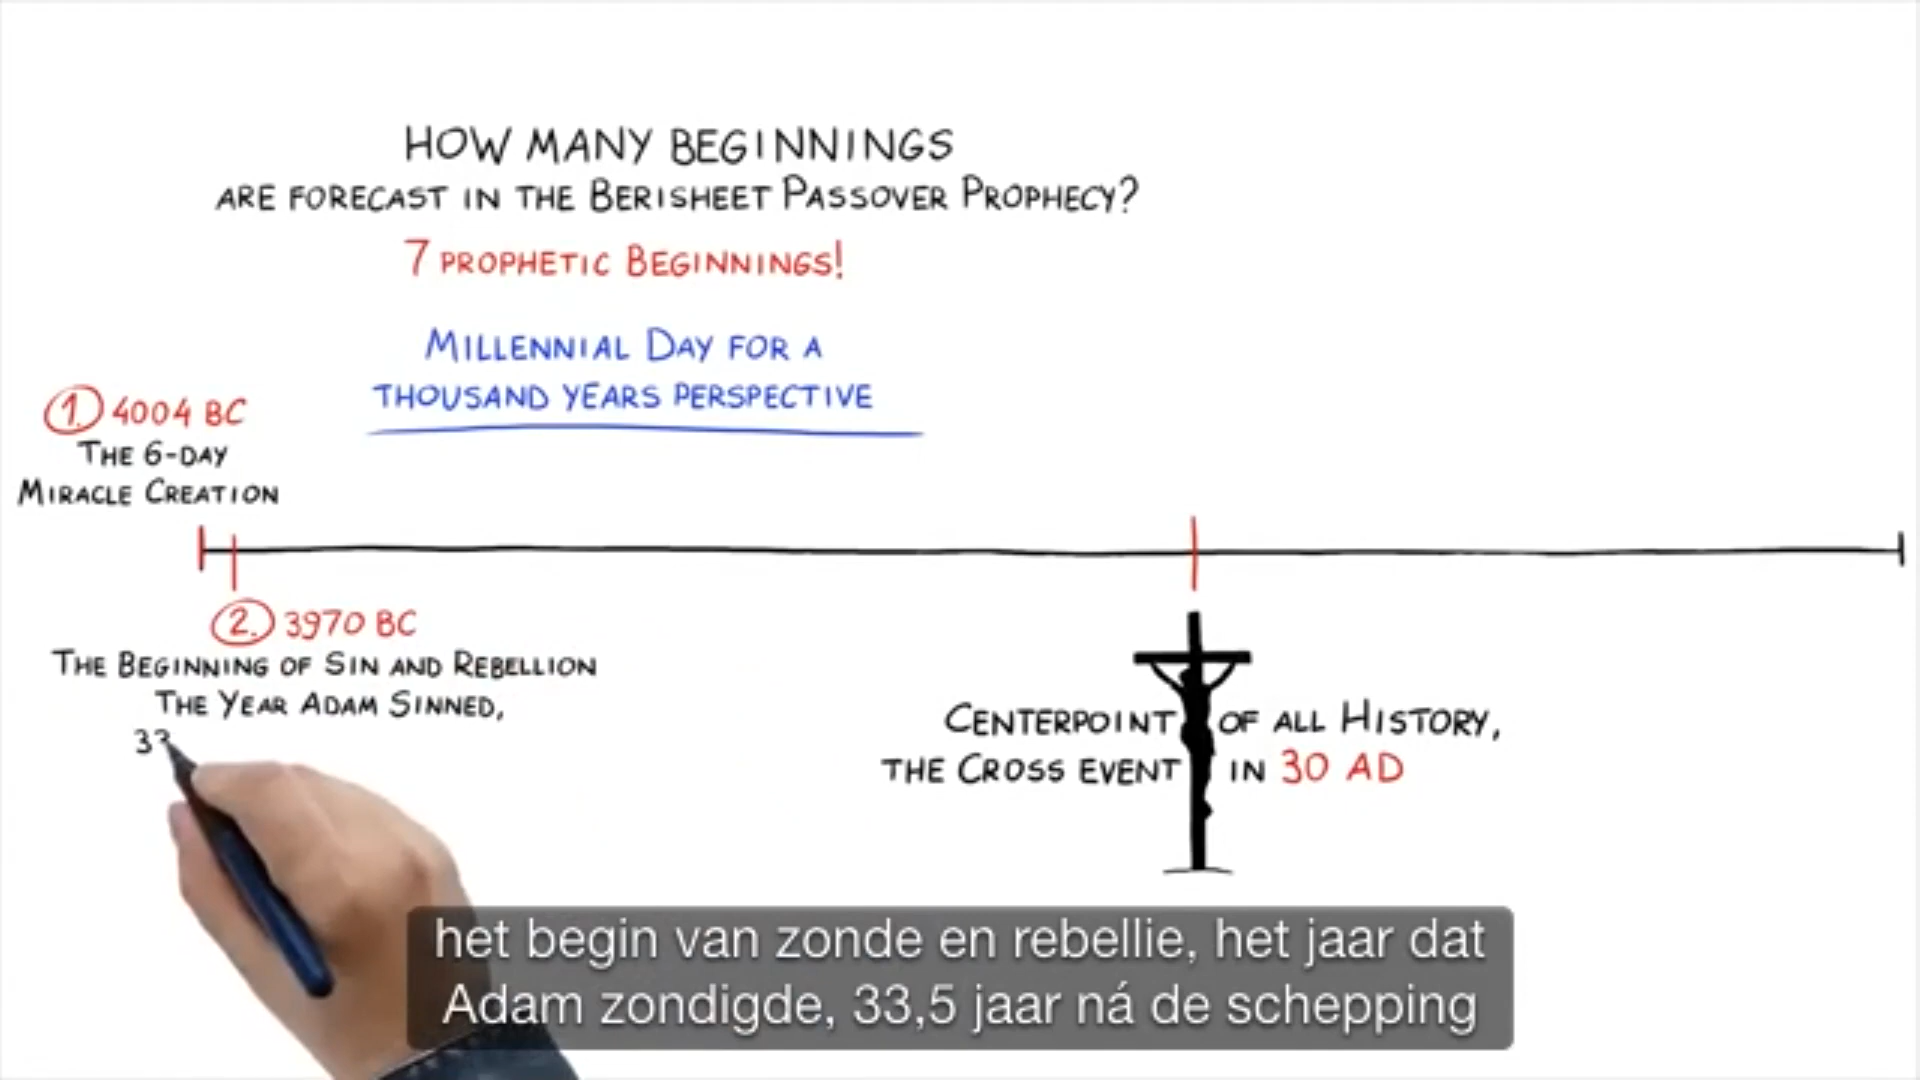 HOW MANY BEGINNINGS
ARE FORECAST IN THE BERISHEET PASSOVER PROPHECY?
7 PROPHETIC BEGINNINGS!
MILLENNIAL DAY FOR A
THOUSAND YEARS PERSPECTIVE
1. 4004 BC
THE 6-DAY
MIRACLE CREATION
2. 3970 BC
THE BEGINNING OF SIN AND REBELLION
THE YEAR ADAM SINNED,
33
CENTERPOINT OF ALL HISTORY,
THE CROSS EVENT IN 30 AD
het begin van zonde en rebellie, het jaar dat
Adam zondigde, 33,5 jaar ná de schepping